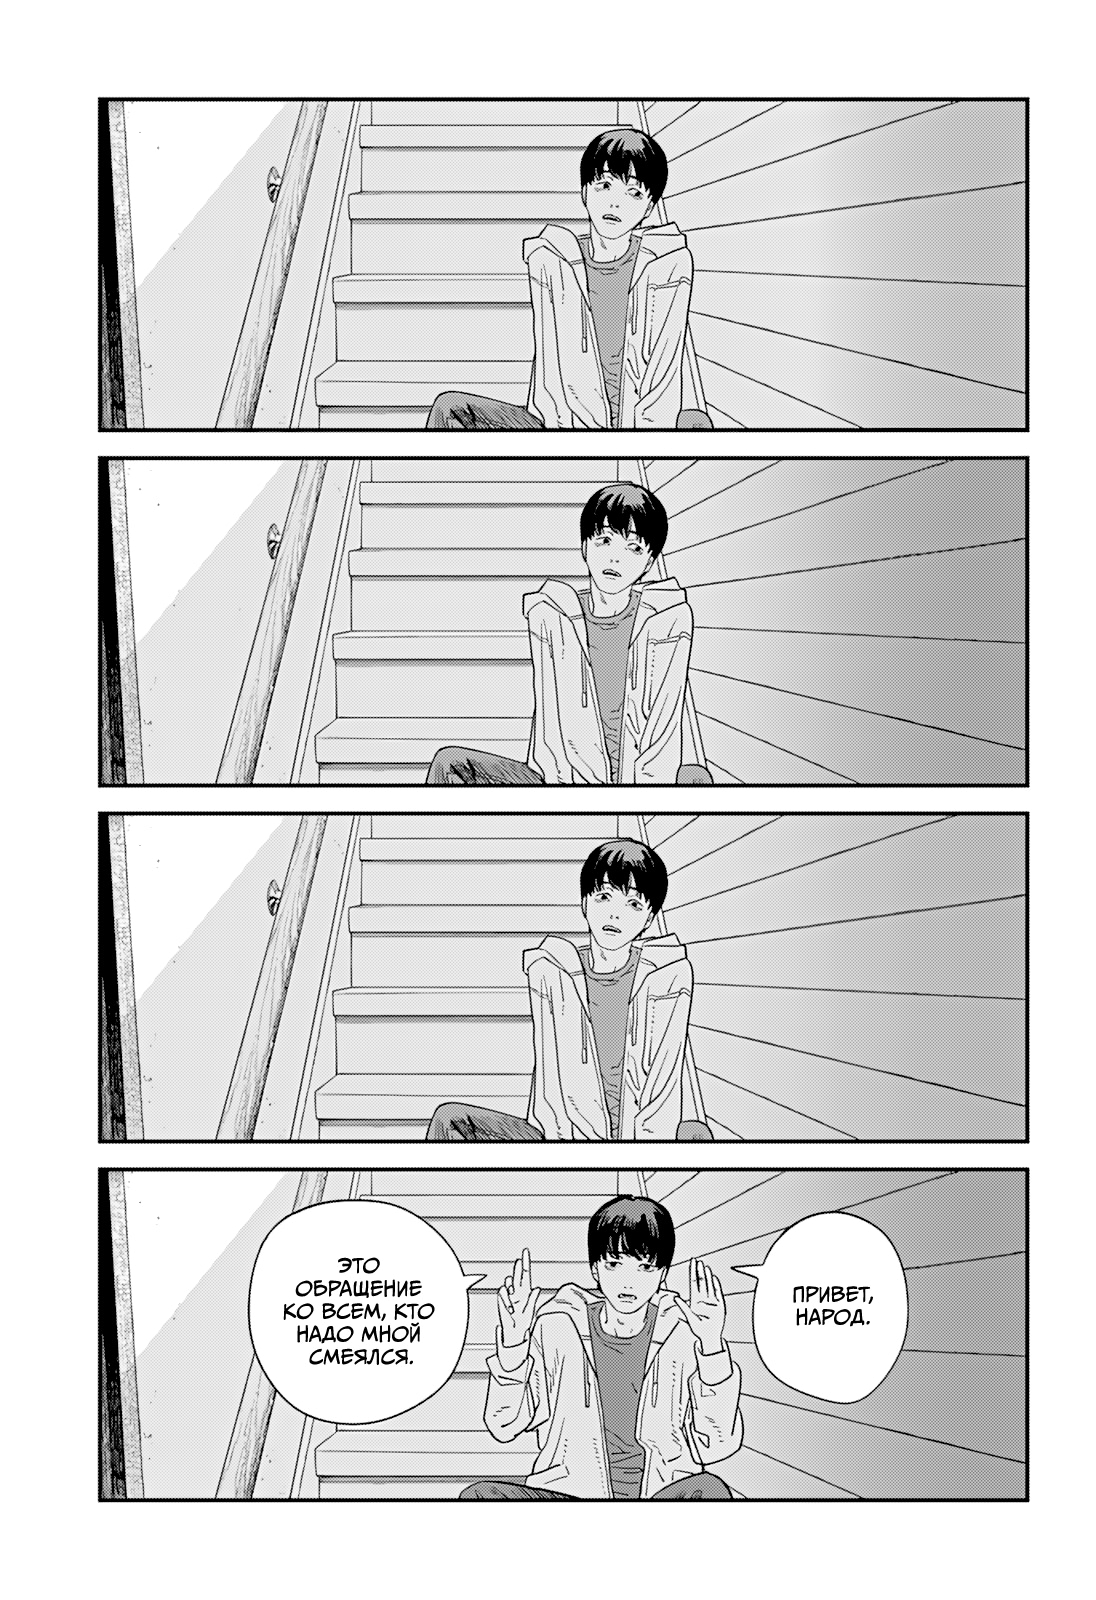 ПРИВЕТ,
НАРОД.
ЭТО
ОБРАЩЕНИЕ
КО ВСЕМ, КТО
НАДО МНОЙ
СМЕЯЛСЯ.